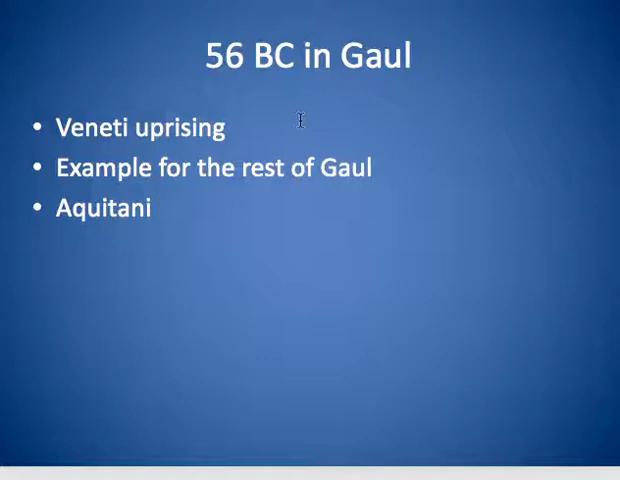 56 BC in Gaul
• Veneti uprising
• Example for the rest of Gaul
• Aquitani